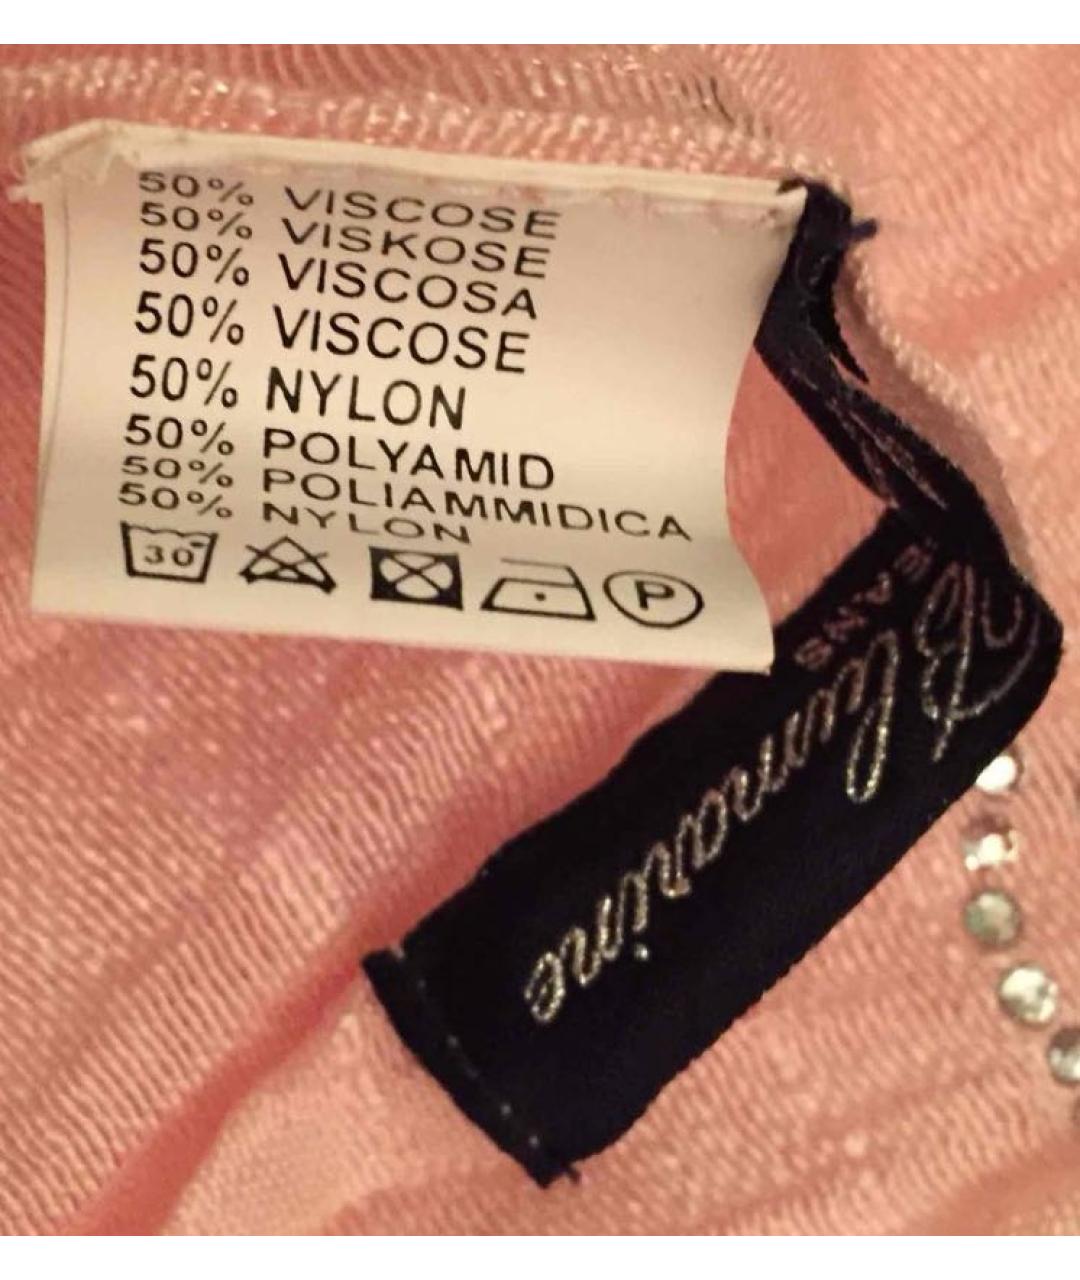 50% VISCOSE
50% VISKOSE
50% VISCOSA
50% VISCOSE
50% NYLON
50% POLYAMID
50% POLIAMMIDICA
50% NYLON
30°
P
Blumarine
JEANS